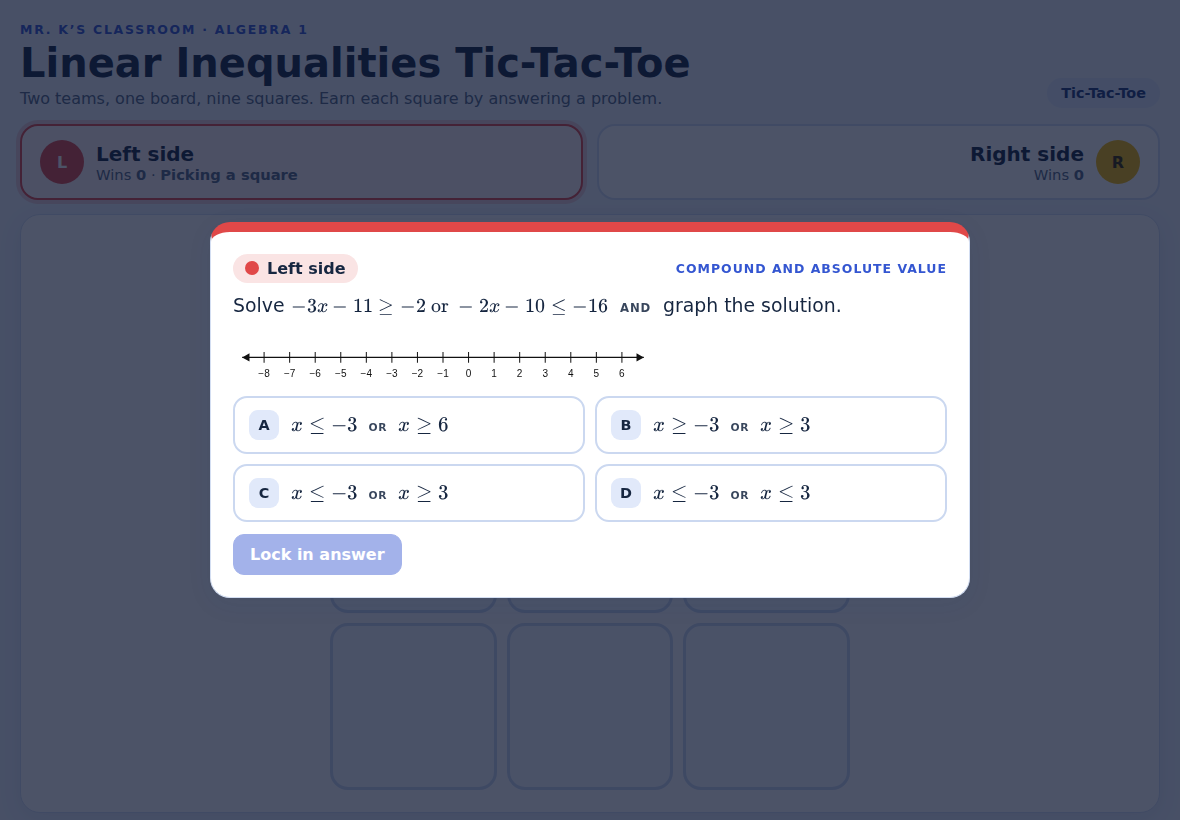 MR. K'S CLASSROOM · ALGEBRA 1
Linear Inequalities Tic-Tac-Toe
Two teams, one board, nine squares. Earn each square by answering a problem.
Tic-Tac-Toe
L
Left side
Wins 0 · Picking a square
Right side
Wins 0
R
Left side
COMPOUND AND ABSOLUTE VALUE
Solve −3x − 11 ≥ −2 or − 2x − 10 ≤ −16 AND graph the solution.
−8 −7 −6 −5 −4 −3 −2 −1 0 1 2 3 4 5 6
A x ≤ −3 OR x ≥ 6
B x ≥ −3 OR x ≥ 3
C x ≤ −3 OR x ≥ 3
D x ≤ −3 OR x ≤ 3
Lock in answer